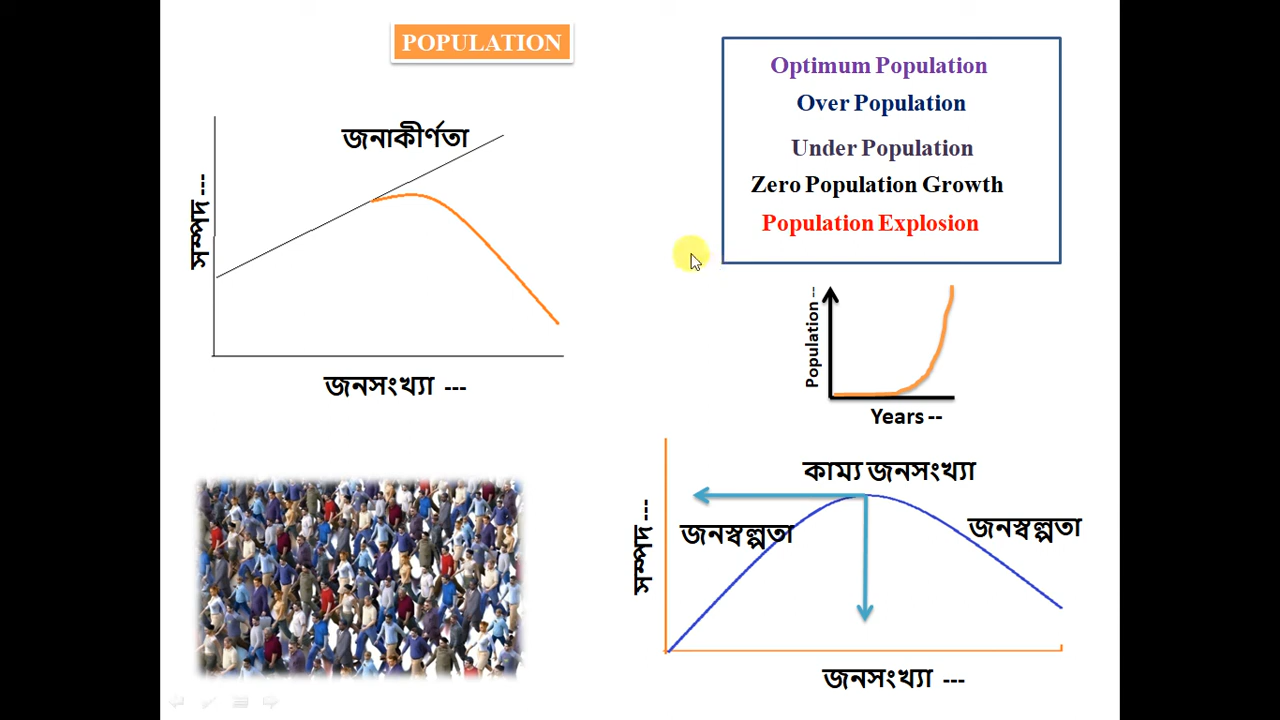 POPULATION
Optimum Population
Over Population
Under Population
Zero Population Growth
Population Explosion
জনাকীর্ণতা
সম্পদ ---
জনসংখ্যা ---
Population --
Years --
কাম্য জনসংখ্যা
জনস্বল্পতা
জনস্বল্পতা
সম্পদ ---
জনসংখ্যা ---